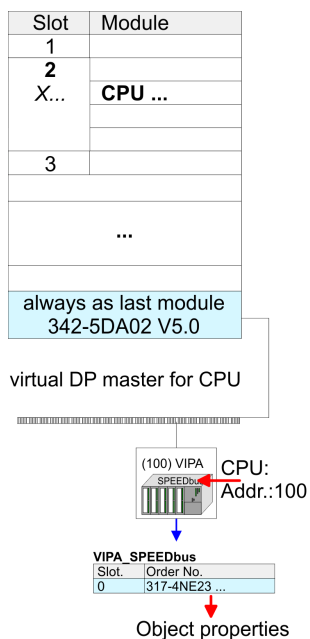 Slot Module
1
2
X... CPU ...
3
...
always as last module
342-5DA02 V5.0
virtual DP master for CPU
(100) VIPA
SPEEDbus
CPU:
Addr.:100
VIPA_SPEEDbus
Slot. Order No.
0 317-4NE23 ...
Object properties